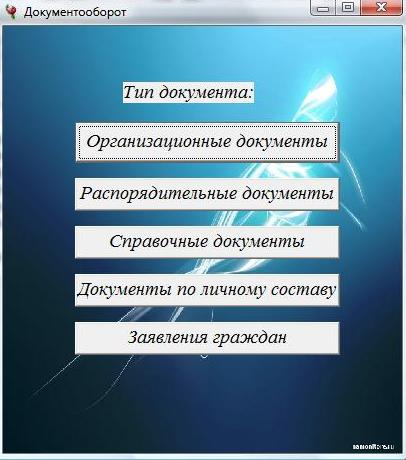 Документооборот
Тип документа:
Организационные документы
Распорядительные документы
Справочные документы
Документы по личному составу
Заявления граждан